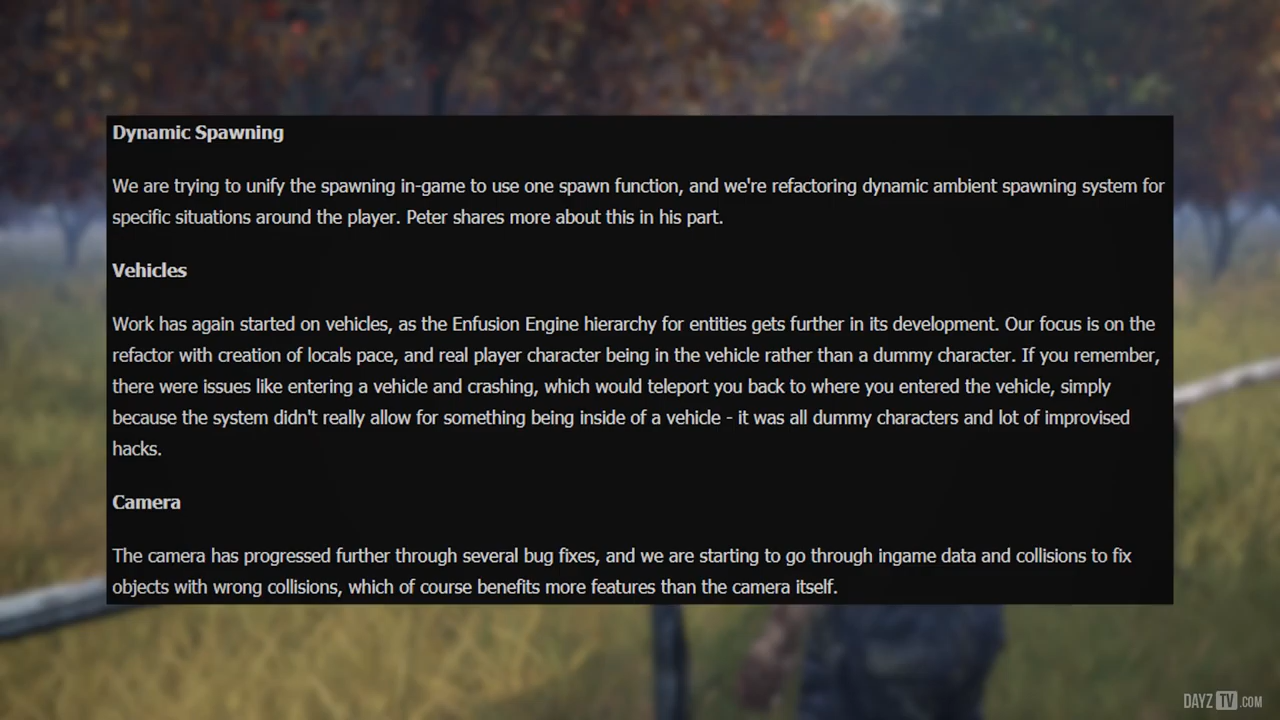 Dynamic Spawning
We are trying to unify the spawning in-game to use one spawn function, and we're refactoring dynamic ambient spawning system for
specific situations around the player. Peter shares more about this in his part.
Vehicles
Work has again started on vehicles, as the Enfusion Engine hierarchy for entities gets further in its development. Our focus is on the
refactor with creation of locals pace, and real player character being in the vehicle rather than a dummy character. If you remember,
there were issues like entering a vehicle and crashing, which would teleport you back to where you entered the vehicle, simply
because the system didn't really allow for something being inside of a vehicle - it was all dummy characters and lot of improvised
hacks.
Camera
The camera has progressed further through several bug fixes, and we are starting to go through ingame data and collisions to fix
objects with wrong collisions, which of course benefits more features than the camera itself.
DAYZ TV .COM